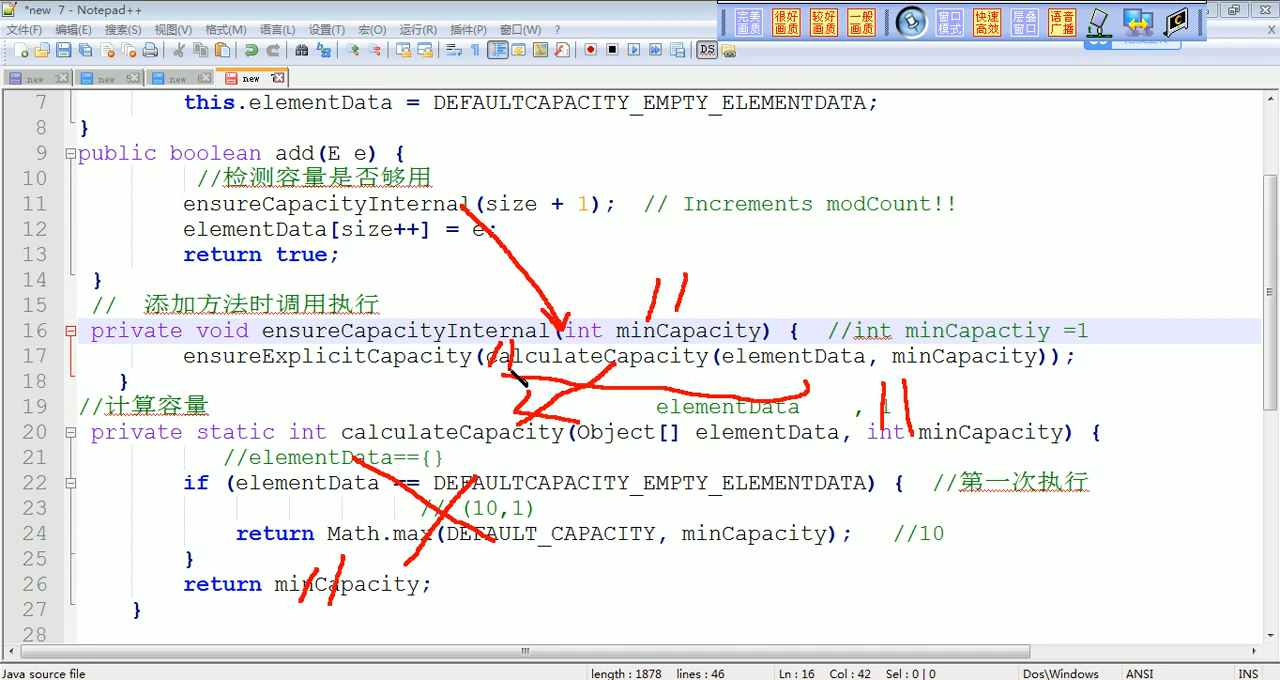 *new 7 - Notepad++
文件(F) 编辑(E) 搜索(S) 视图(V) 格式(M) 语言(L) 设置(T) 宏(O) 运行(R) 插件(P) 窗口(W) ?
完美画质 很好画质 较好画质 一般画质 窗口模式 快速高效 层叠窗口 语音广播
X
new new 5 new 6 new 7
7 this.elementData = DEFAULTCAPACITY_EMPTY_ELEMENTDATA;
8 }
9 public boolean add(E e) {
10 //检测容量是否够用
11 ensureCapacityInternal(size + 1); // Increments modCount!!
12 elementData[size++] = e;
13 return true;
14 }
15 // 添加方法时调用执行
16 private void ensureCapacityInternal(int minCapacity) { //int minCapactiy =1
17 ensureExplicitCapacity(calculateCapacity(elementData, minCapacity));
18 }
19 //计算容量 elementData , 1
20 private static int calculateCapacity(Object[] elementData, int minCapacity) {
21 //elementData=={}
22 if (elementData == DEFAULTCAPACITY_EMPTY_ELEMENTDATA) { //第一次执行
23 // (10,1)
24 return Math.max(DEFAULT_CAPACITY, minCapacity); //10
25 }
26 return minCapacity;
27 }
28
11
11
11
11
Java source file length : 1878 lines : 46 Ln : 16 Col : 42 Sel : 0 | 0 Dos\Windows ANSI INS